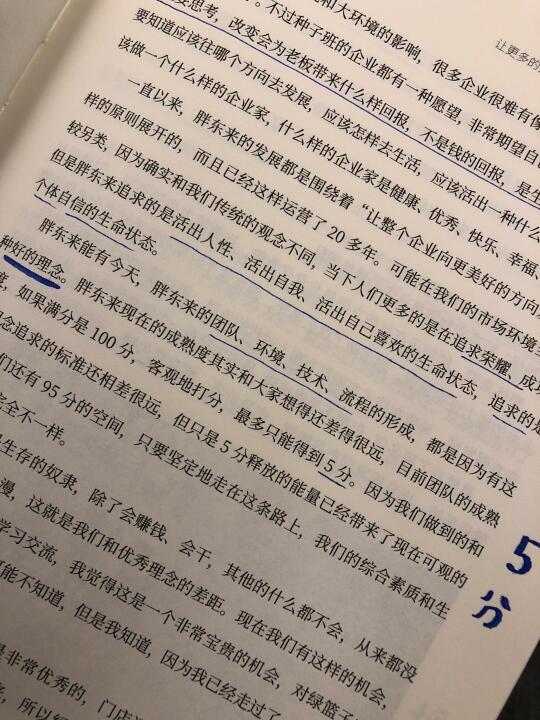 让更多的
和大环境的影响，很多企业很难有像
思考，改变会为老板带来什么样回报，不是钱的回报，是生
不过种子班的企业都有一种愿望，非常期望自
要知道应该往哪个方向去发展，应该怎样去生活，应该活出一种什么
该做一个什么样的企业家，什么样的企业家是健康、优秀、快乐、幸福、
一直以来，胖东来的发展都是围绕着“让整个企业向更美好的方向
样的原则展开的，而且已经这样运营了 20 多年。可能在我们的市场环境
较另类，因为确实和我们传统的观念不同，当下人们更多的是在追求荣耀、成
但是胖东来追求的是活出人性、活出自我、活出自己喜欢的生命状态，追求的是
个体自信的生命状态。
胖东来能有今天，胖东来的团队、环境、技术、流程的形成，都是因为有这
种好的理念。胖东来现在的成熟度其实和大家想得还差得很远，目前团队的成熟
度，如果满分是 100 分，客观地打分，最多只能得到 5 分。因为我们做到的和
念追求的标准还相差很远，但只是 5 分释放的能量已经带来了现在可观的
们还有 95 分的空间，只要坚定地走在这条路上，我们的综合素质和生
完全不一样。
生存的奴隶，除了会赚钱、会干，其他的什么都不会，从来都没
漫，这就是我们和优秀理念的差距。现在我们有这样的机会，
学习交流，我觉得这是一个非常宝贵的机会，对绿篮子
可能不知道，但是我知道，因为我已经走过了
是非常优秀的，门店
所以
5
分